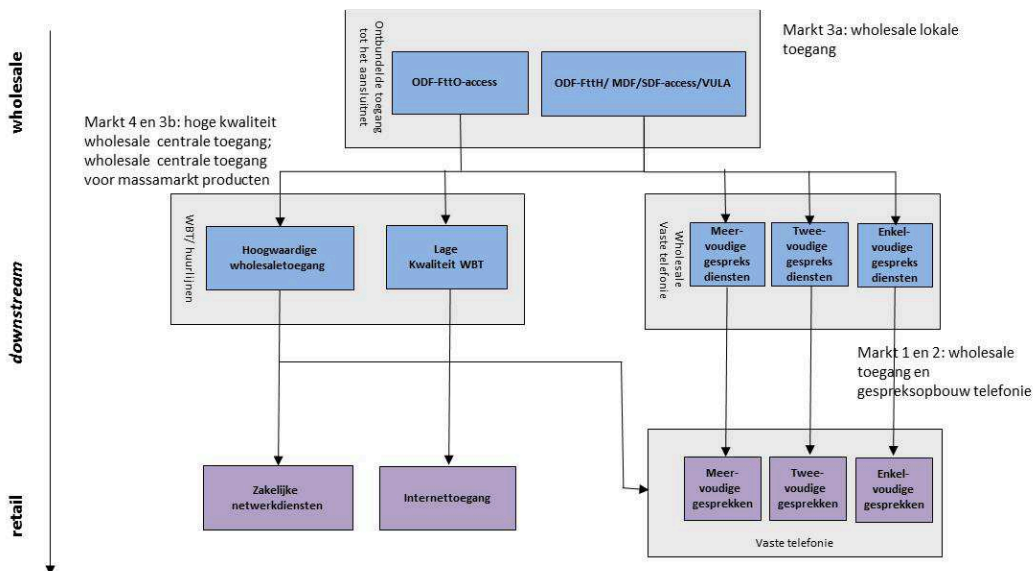 wholesale
downstream
retail
Ontbundelde toegang
tot het aansluitnet
ODF-FttO-access
ODF-FttH/ MDF/SDF-access/VULA
Markt 3a: wholesale lokale
toegang
Markt 4 en 3b: hoge kwaliteit
wholesale centrale toegang;
wholesale centrale toegang
voor massamarkt producten
WBT/ huurlijnen
Hoogwaardige
wholesaletoegang
Lage
Kwaliteit WBT
Wholesale
Vaste telefonie
Meer-
voudige
gespreks
diensten
Twee-
voudige
gespreks
diensten
Enkel-
voudige
gespreks
diensten
Markt 1 en 2: wholesale
toegang en
gespreksopbouw telefonie
Zakelijke
netwerkdiensten
Internettoegang
Meer-
voudige
gesprekken
Twee-
voudige
gesprekken
Enkel-
voudige
gesprekken
Vaste telefonie